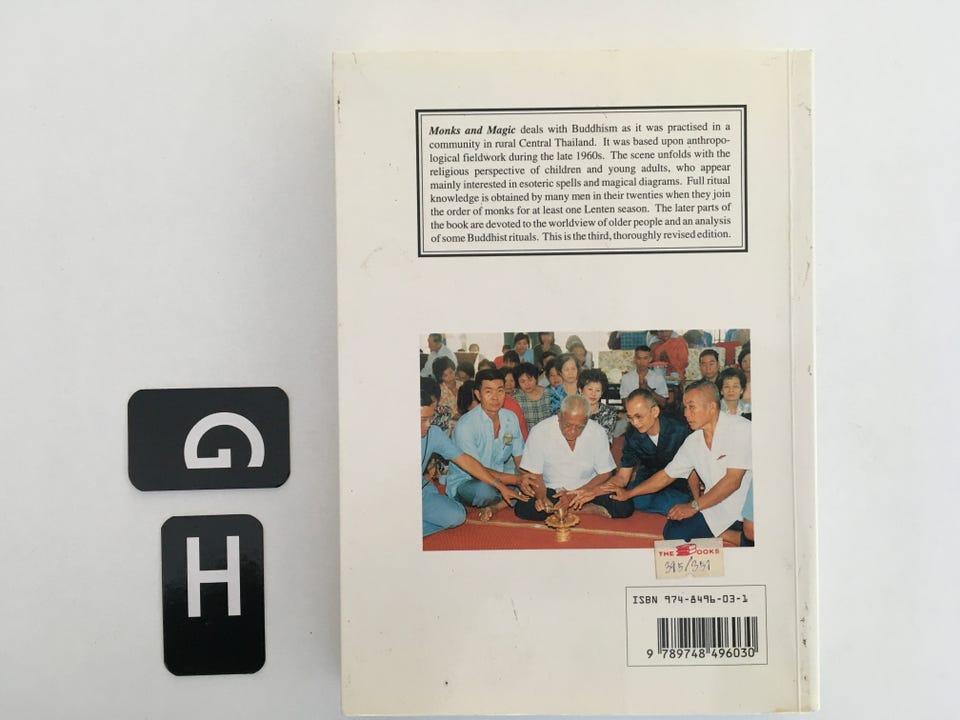 Monks and Magic deals with Buddhism as it was practised in a
community in rural Central Thailand. It was based upon anthropo-
logical fieldwork during the late 1960s. The scene unfolds with the
religious perspective of children and young adults, who appear
mainly interested in esoteric spells and magical diagrams. Full ritual
knowledge is obtained by many men in their twenties when they join
the order of monks for at least one Lenten season. The later parts of
the book are devoted to the worldview of older people and an analysis
of some Buddhist rituals. This is the third, thoroughly revised edition.
G
H
THE BOOKS
395/351
ISBN 974-8496-03-1
9 789748 496030